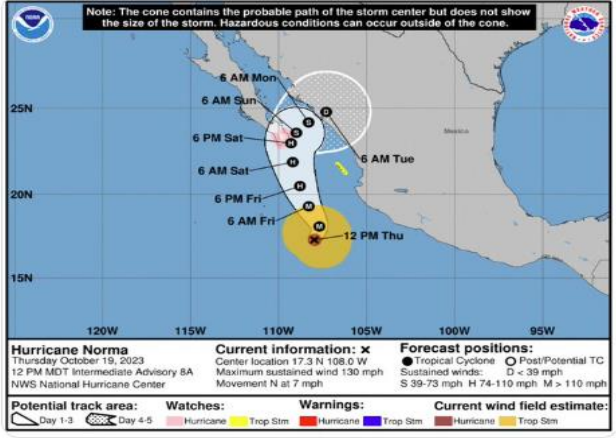 Note: The cone contains the probable path of the storm center but does not show
the size of the storm. Hazardous conditions can occur outside of the cone.
NOAA
6 AM Mon
25N
6 AM Sun
6 PM Sat
Mexico
6 AM Tue
6 AM Sat
20N
6 PM Fri
6 AM Fri
12 PM Thu
15N
D
S
S
H
H
H
M
M
120W 115W 110W 105W 100W 95W
Hurricane Norma
Thursday October 19, 2023
12 PM MDT Intermediate Advisory 8A
NWS National Hurricane Center
Current information: x
Center location 17.3 N 108.0 W
Maximum sustained wind 130 mph
Movement N at 7 mph
Forecast positions:
Tropical Cyclone Post/Potential TC
Sustained winds: D < 39 mph
S 39-73 mph H 74-110 mph M > 110 mph
Potential track area:
Day 1-3 Day 4-5
Watches:
Hurricane Trop Stm
Warnings:
Hurricane Trop Stm
Current wind field estimate:
Hurricane Trop Stm